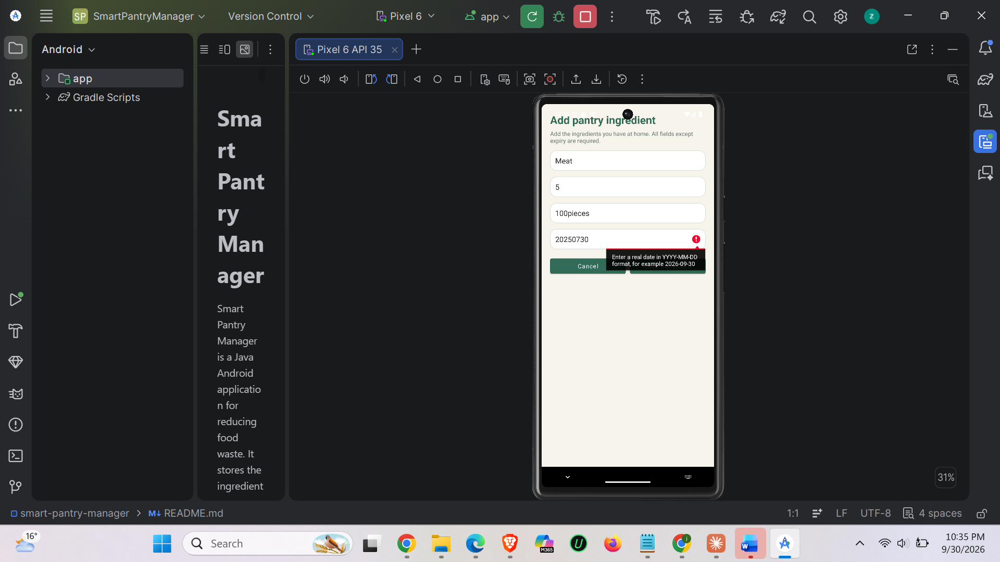 SP SmartPantryManager
Version Control
Pixel 6
app
Z
Android
Pixel 6 API 35
app
Gradle Scripts
Sma
rt
Pant
ry
Man
ager
Smart
Pantry
Manager
is a Java
Android
applicatio
n for
reducing
food
waste. It
stores the
ingredient
Add pantry ingredient
Add the ingredients you have at home. All fields except
expiry are required.
Meat
5
100pieces
20250730
Enter a real date in YYYY-MM-DD
format, for example 2026-09-30
Cancel
31%
smart-pantry-manager > M↓ README.md
1:1
LF
UTF-8
4 spaces
16°
Search
M365
10:35 PM
9/30/2026